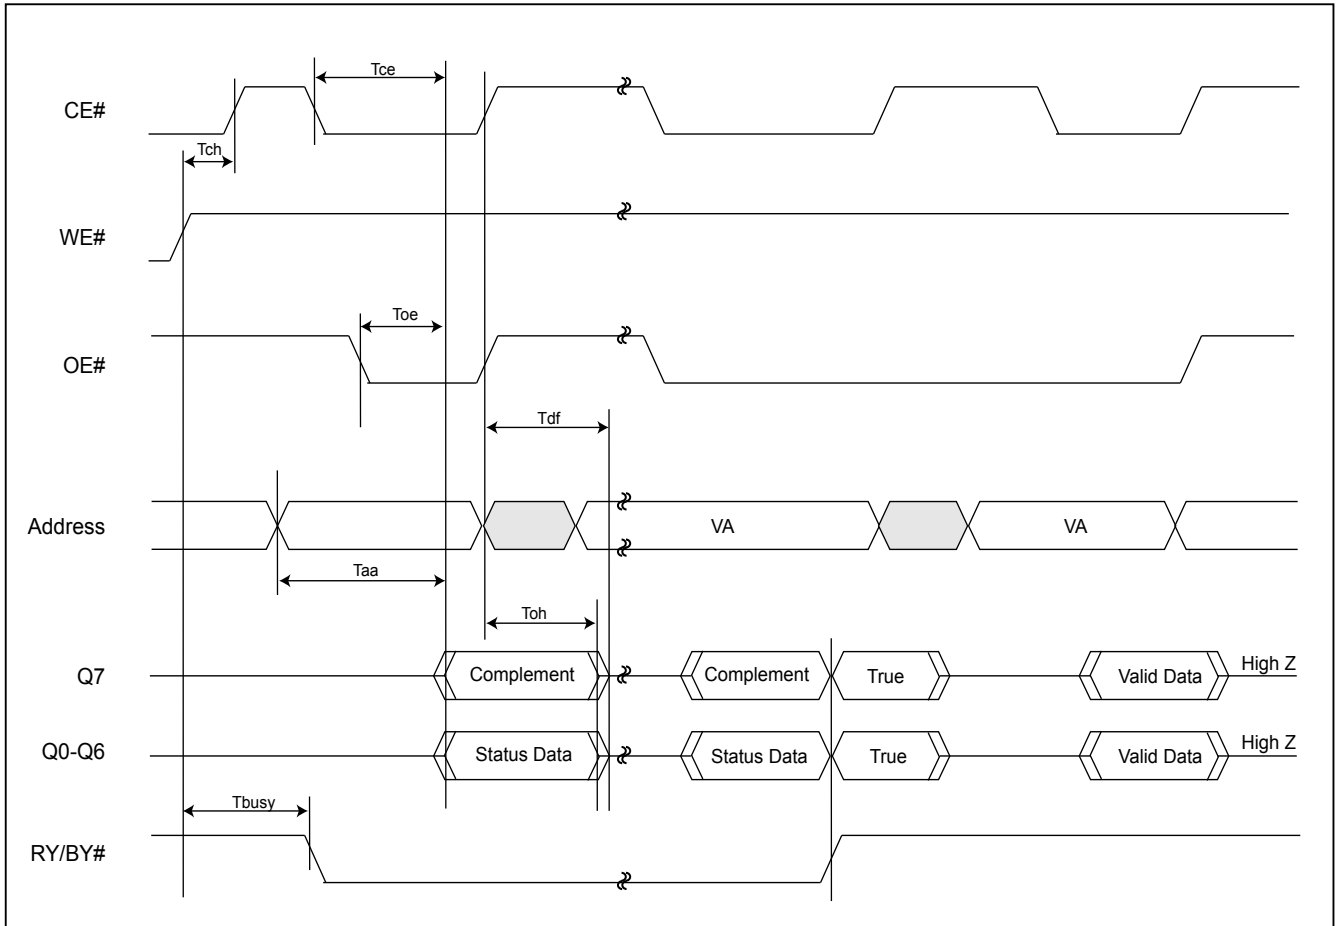 Tce
CE#
Tch
WE#
Toe
OE#
Tdf
Address
VA
VA
Taa
Toh
Q7
Complement
Complement
True
Valid Data
High Z
Q0-Q6
Status Data
Status Data
True
Valid Data
High Z
Tbusy
RY/BY#